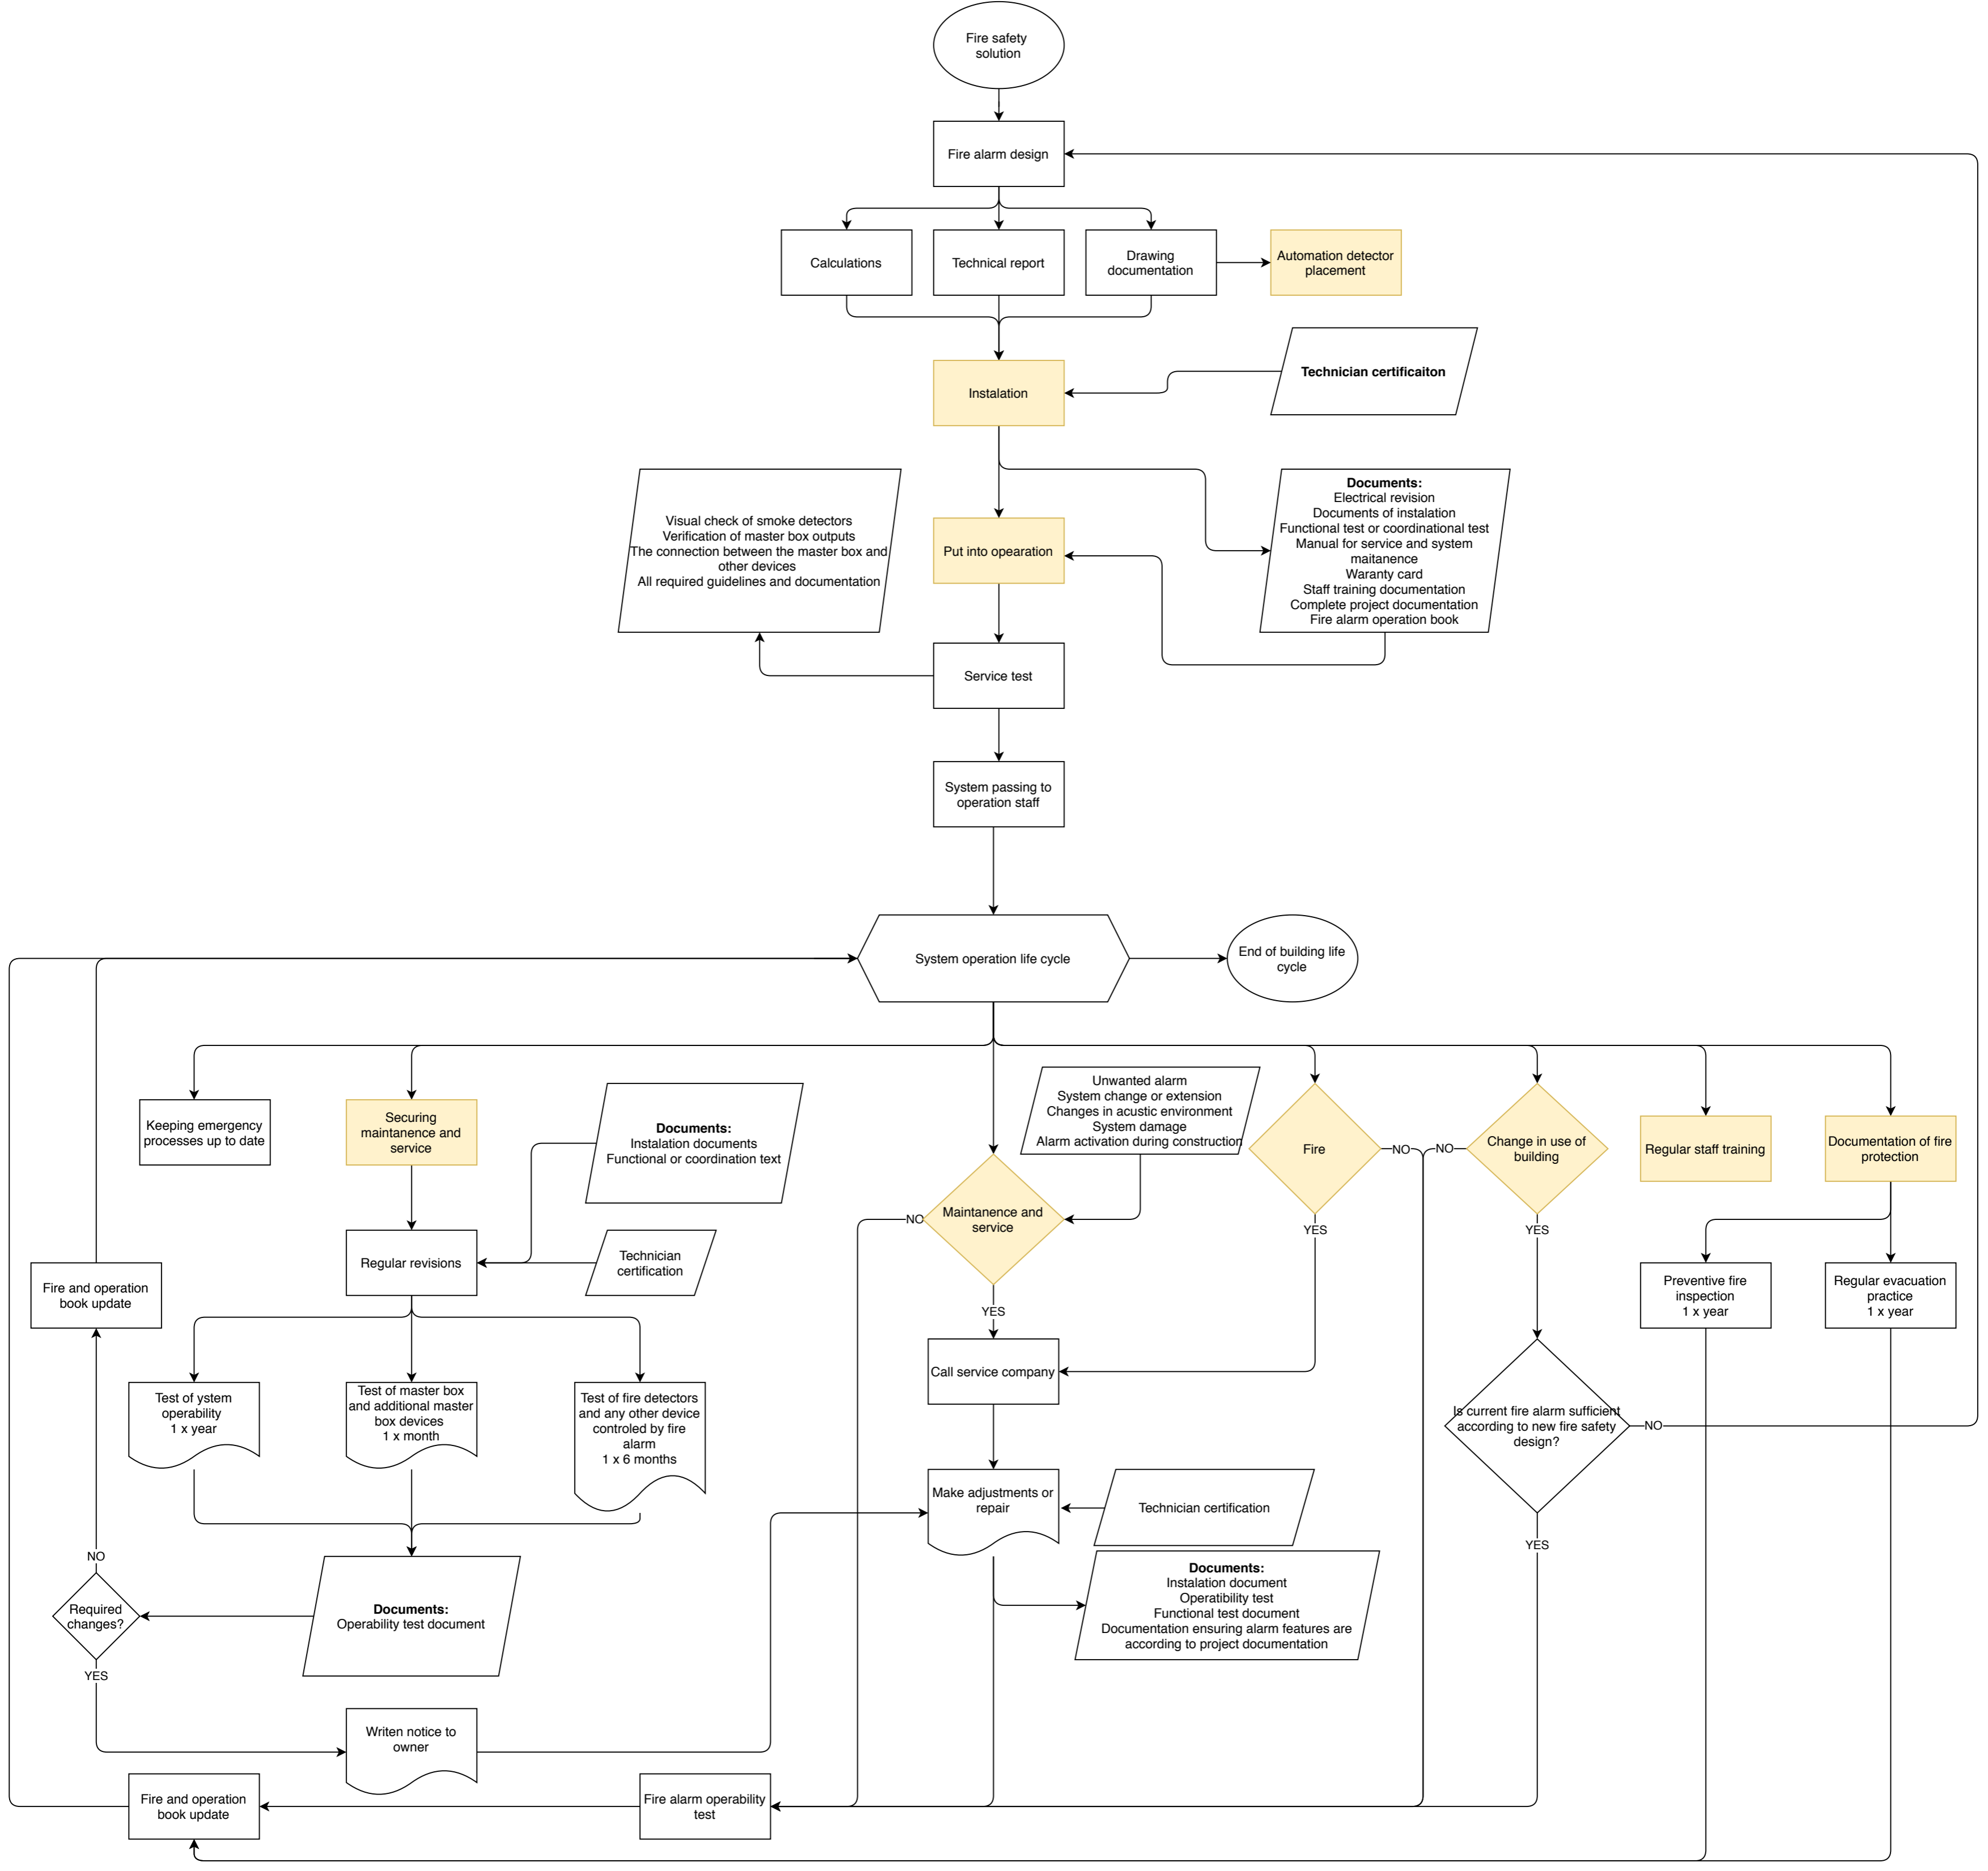 Fire safety
solution
Fire alarm design
Calculations
Technical report
Drawing
documentation
Automation detector
placement
Instalation
Technician certificaiton
Visual check of smoke detectors
Verification of master box outputs
The connection between the master box and
other devices
All required guidelines and documentation
Put into opearation
Documents:
Electrical revision
Documents of instalation
Functional test or coordinational test
Manual for service and system
maitanence
Waranty card
Staff training documentation
Complete project documentation
Fire alarm operation book
Service test
System passing to
operation staff
System operation life cycle
End of building life
cycle
Keeping emergency
processes up to date
Securing
maintanence and
service
Documents:
Instalation documents
Functional or coordination text
Unwanted alarm
System change or extension
Changes in acustic environment
System damage
Alarm activation during construction
Fire
NO
NO
Change in use of
building
Regular staff training
Documentation of fire
protection
NO
Maintanence and
service
YES
YES
Regular revisions
Technician
certification
Fire and operation
book update
YES
Preventive fire
inspection
1 x year
Regular evacuation
practice
1 x year
Call service company
Test of ystem
operability
1 x year
Test of master box
and additional master
box devices
1 x month
Test of fire detectors
and any other device
controled by fire
alarm
1 x 6 months
Is current fire alarm sufficient
according to new fire safety
design?
NO
Make adjustments or
repair
Technician certification
YES
NO
Documents:
Instalation document
Operatibility test
Functional test document
Documentation ensuring alarm features are
according to project documentation
Required
changes?
Documents:
Operability test document
YES
Writen notice to
owner
Fire and operation
book update
Fire alarm operability
test